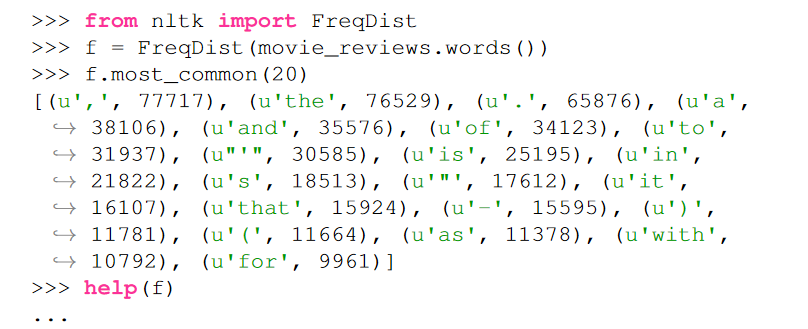 >>> from nltk import FreqDist
>>> f = FreqDist(movie_reviews.words())
>>> f.most_common(20)
[(u',', 77717), (u'the', 76529), (u'.', 65876), (u'a',
↪ 38106), (u'and', 35576), (u'of', 34123), (u'to',
↪ 31937), (u"'", 30585), (u'is', 25195), (u'in',
↪ 21822), (u's', 18513), (u'"', 17612), (u'it',
↪ 16107), (u'that', 15924), (u'-', 15595), (u')',
↪ 11781), (u'(', 11664), (u'as', 11378), (u'with',
↪ 10792), (u'for', 9961)]
>>> help(f)
...